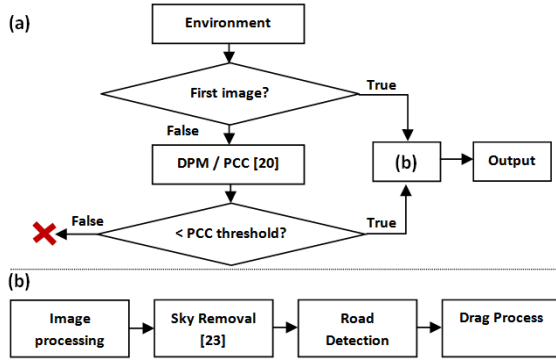 (a)
Environment
First image?
True
False
DPM / PCC [20]
(b)
Output
< PCC threshold?
False
True
(b)
Image
processing
Sky Removal
[23]
Road
Detection
Drag Process